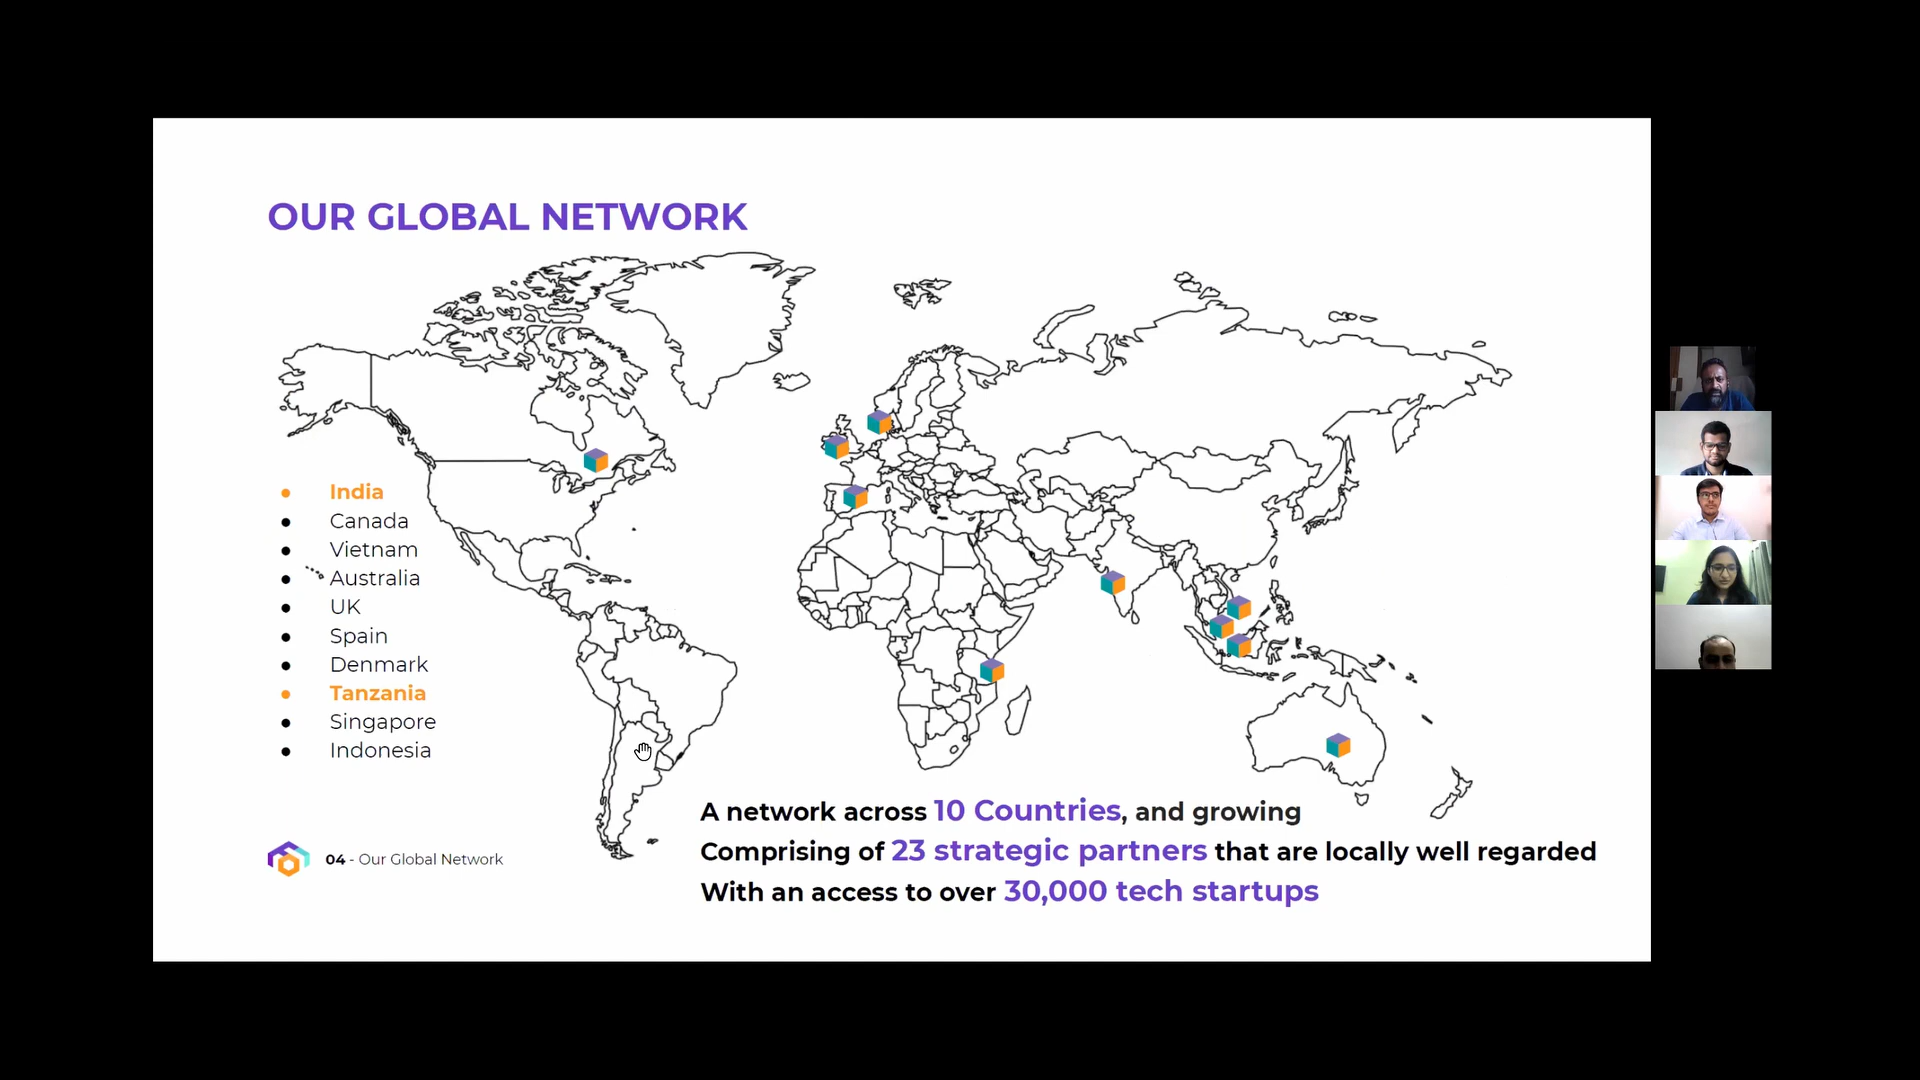 OUR GLOBAL NETWORK
India
Canada
Vietnam
Australia
UK
Spain
Denmark
Tanzania
Singapore
Indonesia
A network across 10 Countries, and growing
Comprising of 23 strategic partners that are locally well regarded
With an access to over 30,000 tech startups
04 - Our Global Network